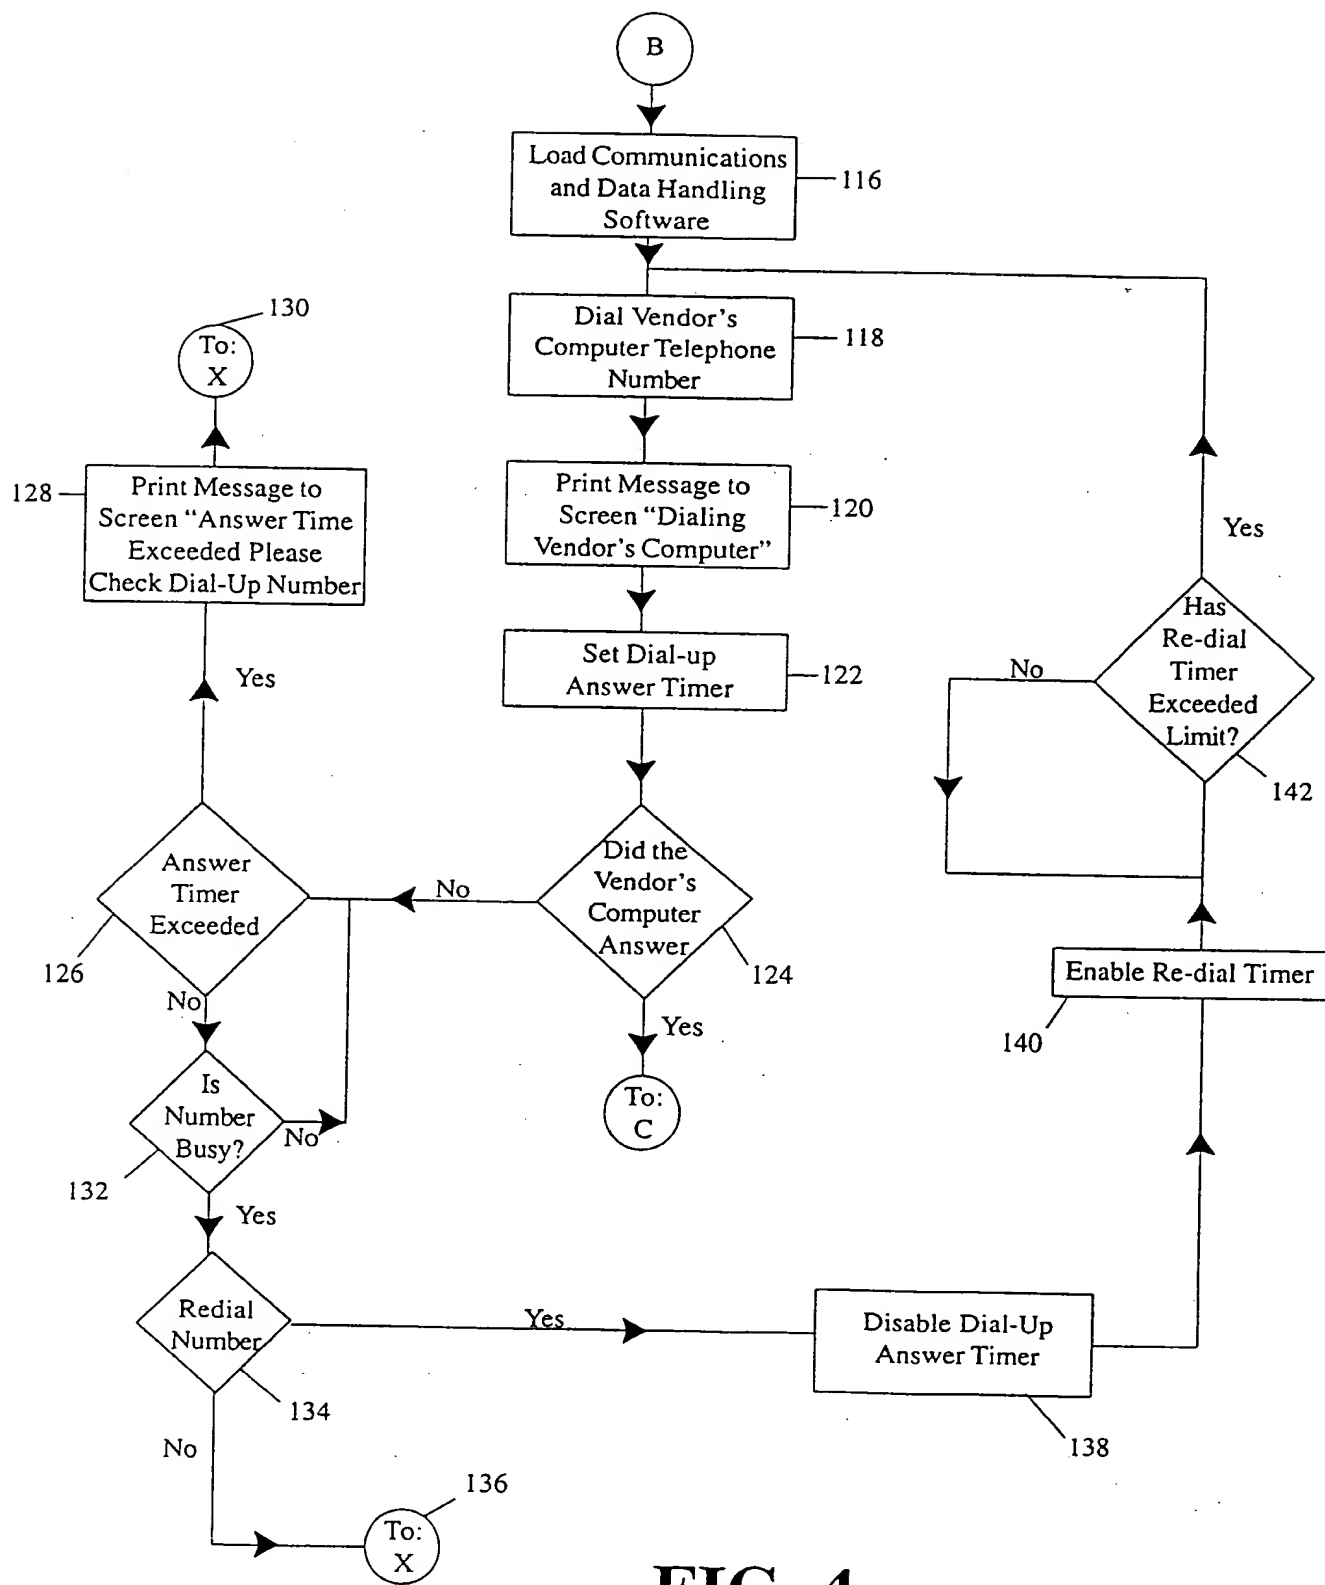 B
Load Communications
and Data Handling
Software
116
Dial Vendor's
Computer Telephone
Number
118
130
To:
X
128
Print Message to
Screen “Answer Time
Exceeded Please
Check Dial-Up Number
Print Message to
Screen “Dialing
Vendor's Computer”
120
Yes
Set Dial-up
Answer Timer
122
Yes
Has
Re-dial
Timer
Exceeded
Limit?
No
142
Answer
Timer
Exceeded
126
No
Did the
Vendor's
Computer
Answer
124
No
Yes
To:
C
Enable Re-dial Timer
140
Is
Number
Busy?
No
132
Yes
Redial
Number
134
Yes
Disable Dial-Up
Answer Timer
138
No
136
To:
X
FIG. 4